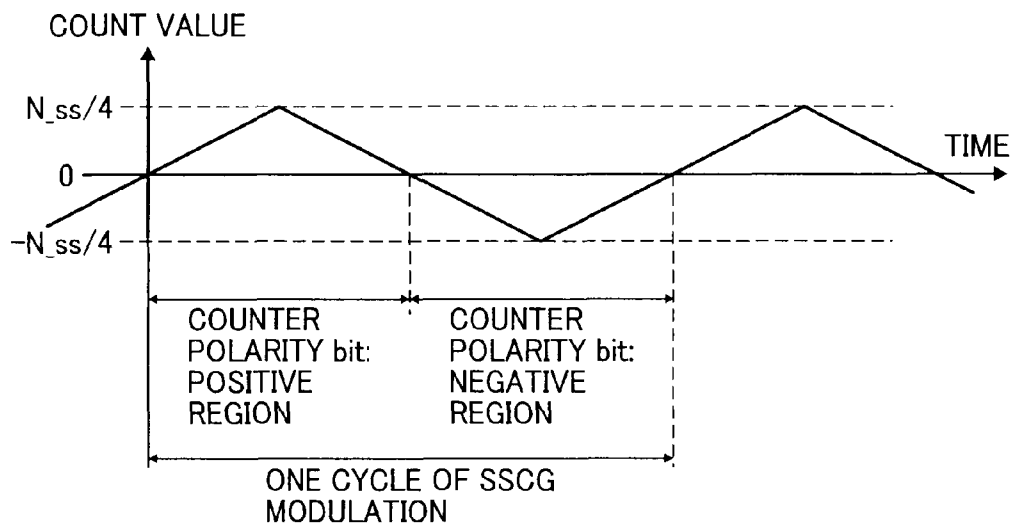 COUNT VALUE
N_ss/4
TIME
0
-N_ss/4
COUNTER
POLARITY bit:
POSITIVE
REGION
COUNTER
POLARITY bit:
NEGATIVE
REGION
ONE CYCLE OF SSCG
MODULATION